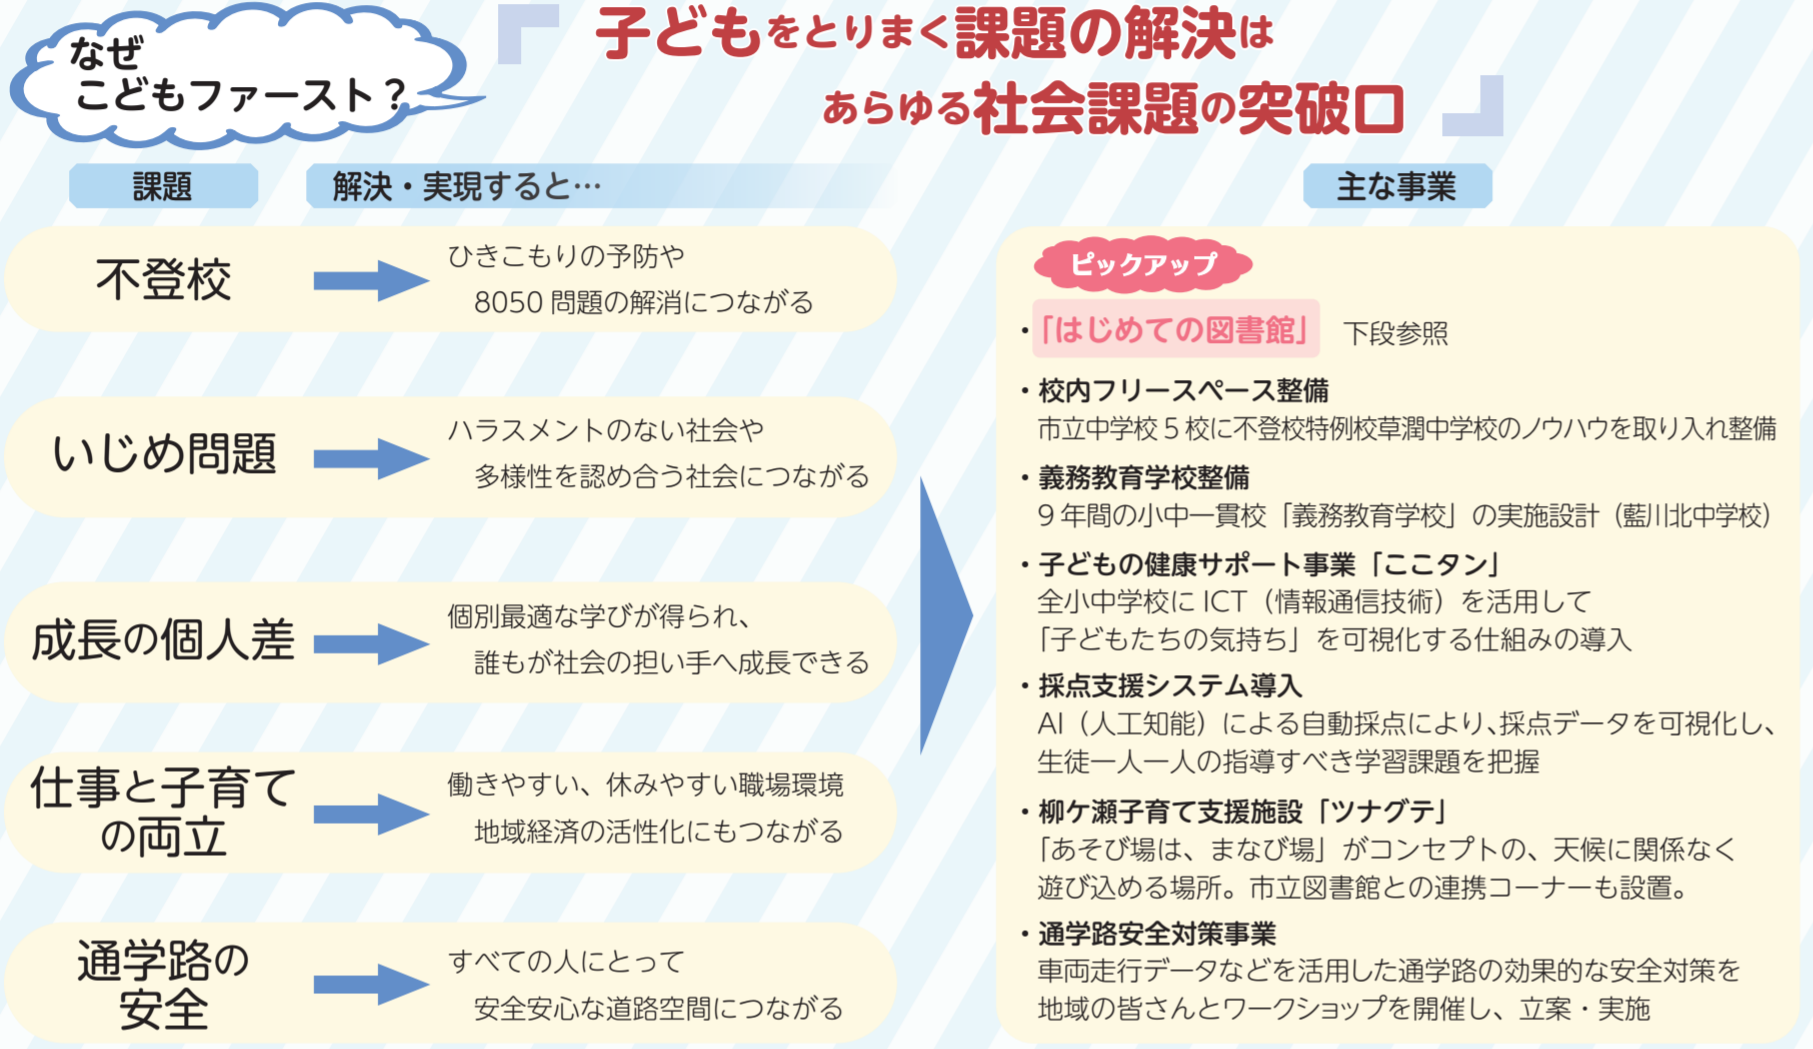 なぜ
こどもファースト？
「子どもをとりまく課題の解決は
あらゆる社会課題の突破口」
課題
解決・実現すると…
不登校
ひきこもりの予防や
8050 問題の解消につながる
いじめ問題
ハラスメントのない社会や
多様性を認め合う社会につながる
成長の個人差
個別最適な学びが得られ、
誰もが社会の担い手へ成長できる
仕事と子育て
の両立
働きやすい、休みやすい職場環境
地域経済の活性化にもつながる
通学路の
安全
すべての人にとって
安全安心な道路空間につながる
主な事業
ピックアップ
・「はじめての図書館」 下段参照
・校内フリースペース整備
市立中学校 5 校に不登校特例校草潤中学校のノウハウを取り入れ整備
・義務教育学校整備
9 年間の小中一貫校「義務教育学校」の実施設計（藍川北中学校）
・子どもの健康サポート事業「ここタン」
全小中学校に ICT（情報通信技術）を活用して
「子どもたちの気持ち」を可視化する仕組みの導入
・採点支援システム導入
AI（人工知能）による自動採点により、採点データを可視化し、
生徒一人一人の指導すべき学習課題を把握
・柳ケ瀬子育て支援施設「ツナグテ」
「あそび場は、まなび場」がコンセプトの、天候に関係なく
遊び込める場所。市立図書館との連携コーナーも設置。
・通学路安全対策事業
車両走行データなどを活用した通学路の効果的な安全対策を
地域の皆さんとワークショップを開催し、立案・実施